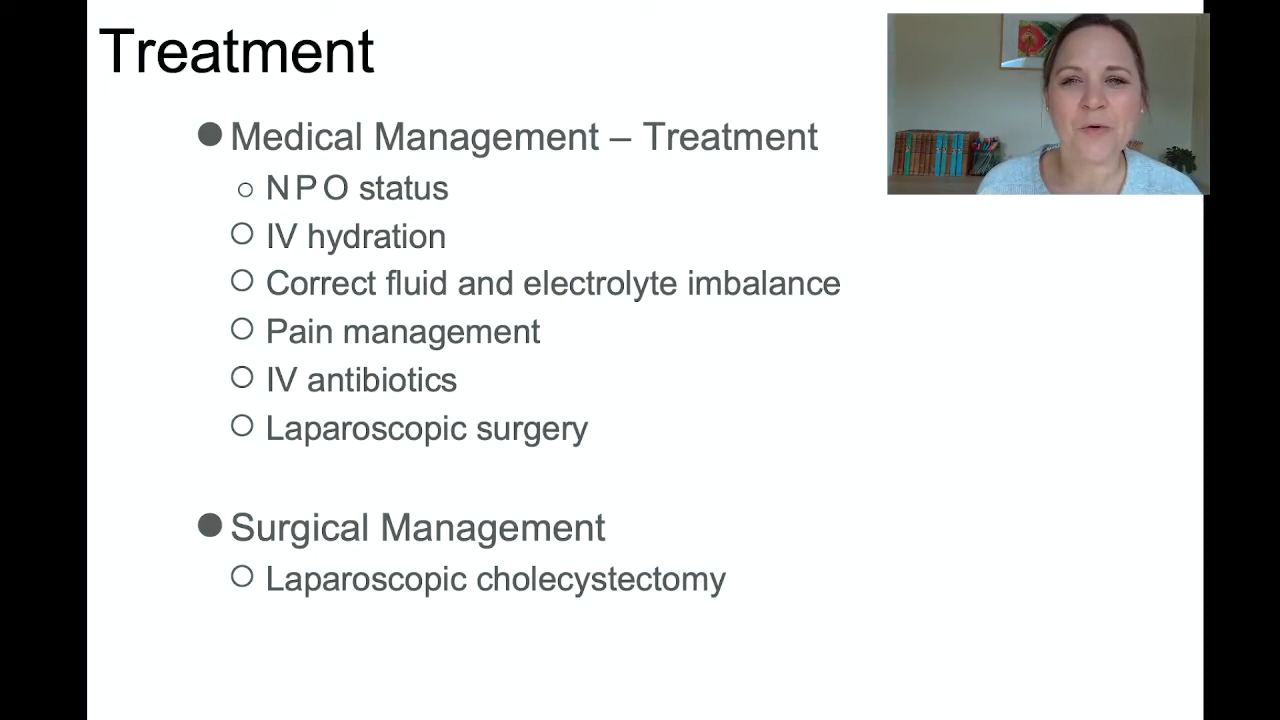 Treatment
● Medical Management – Treatment
○ NPO status
○ IV hydration
○ Correct fluid and electrolyte imbalance
○ Pain management
○ IV antibiotics
○ Laparoscopic surgery
● Surgical Management
○ Laparoscopic cholecystectomy